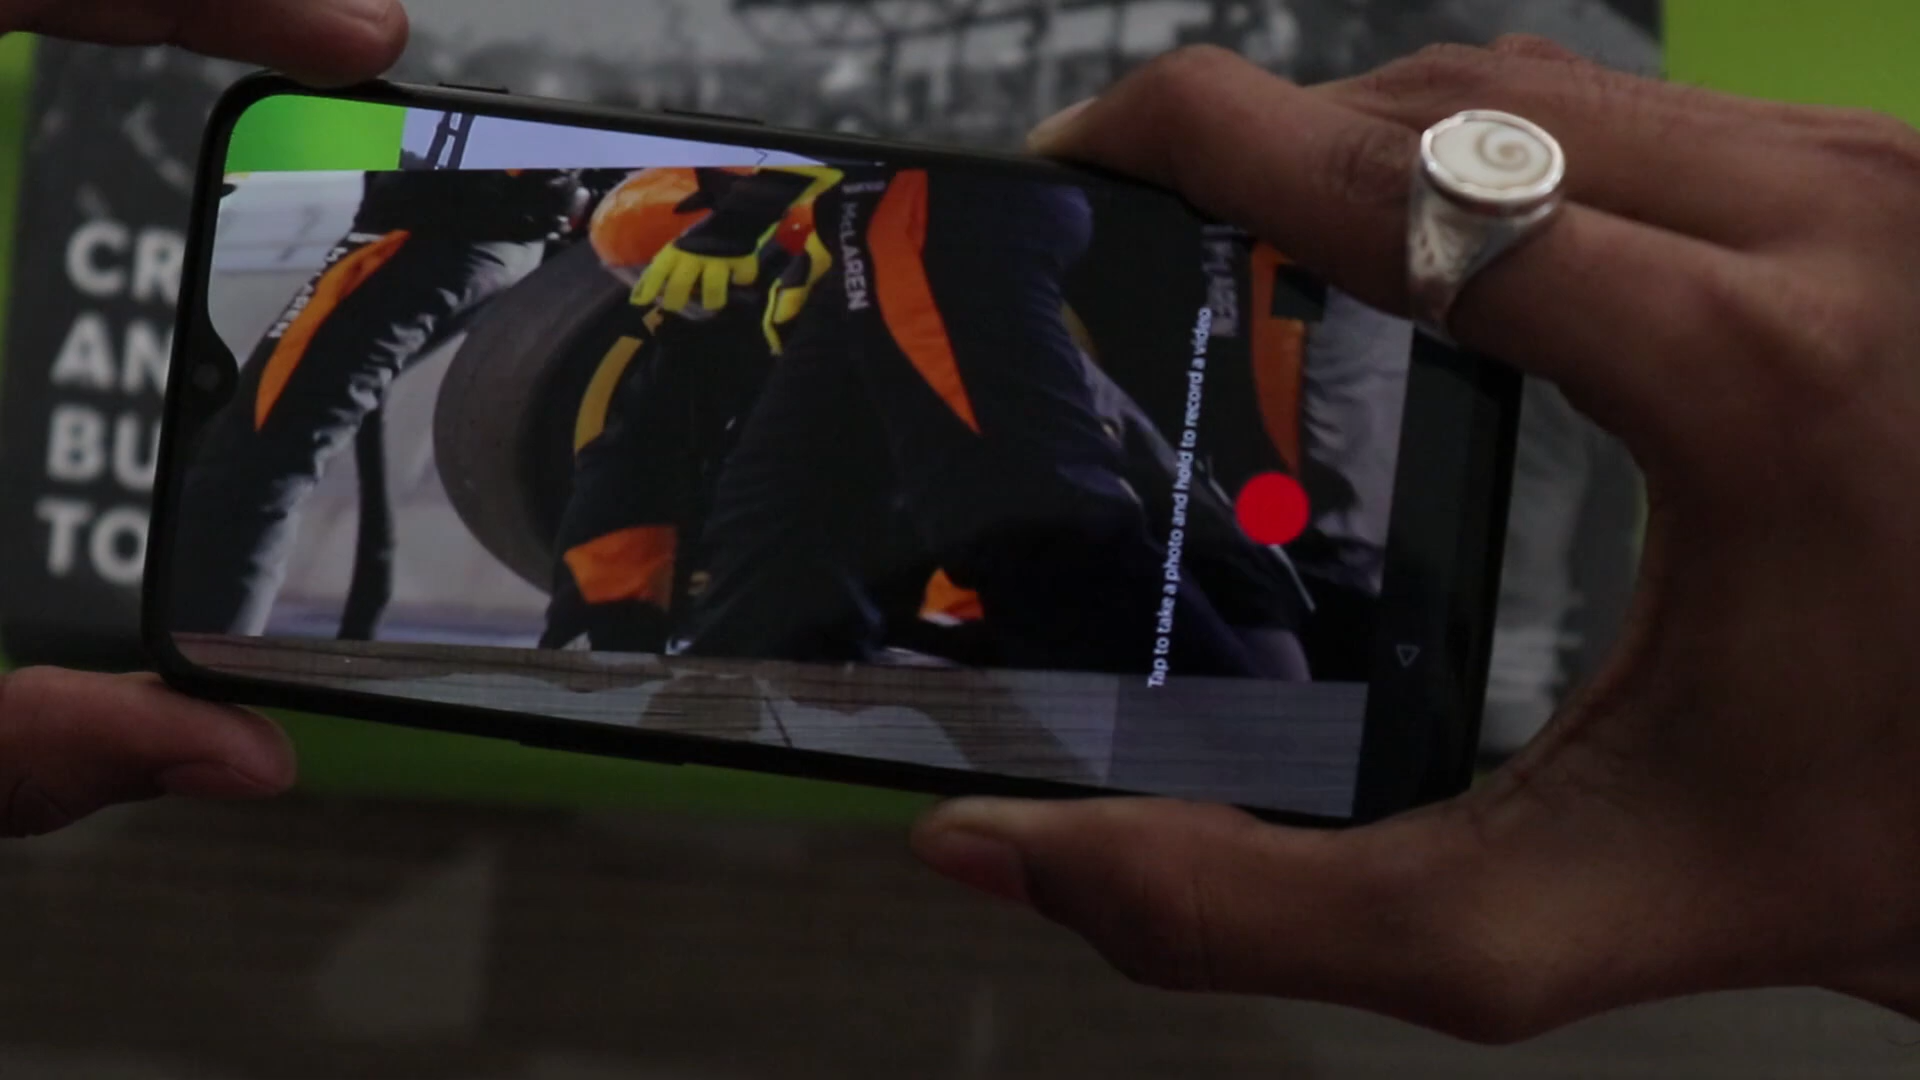 CR
AN
BU
TO
McLAREN
Tap to take a photo and hold to record a video